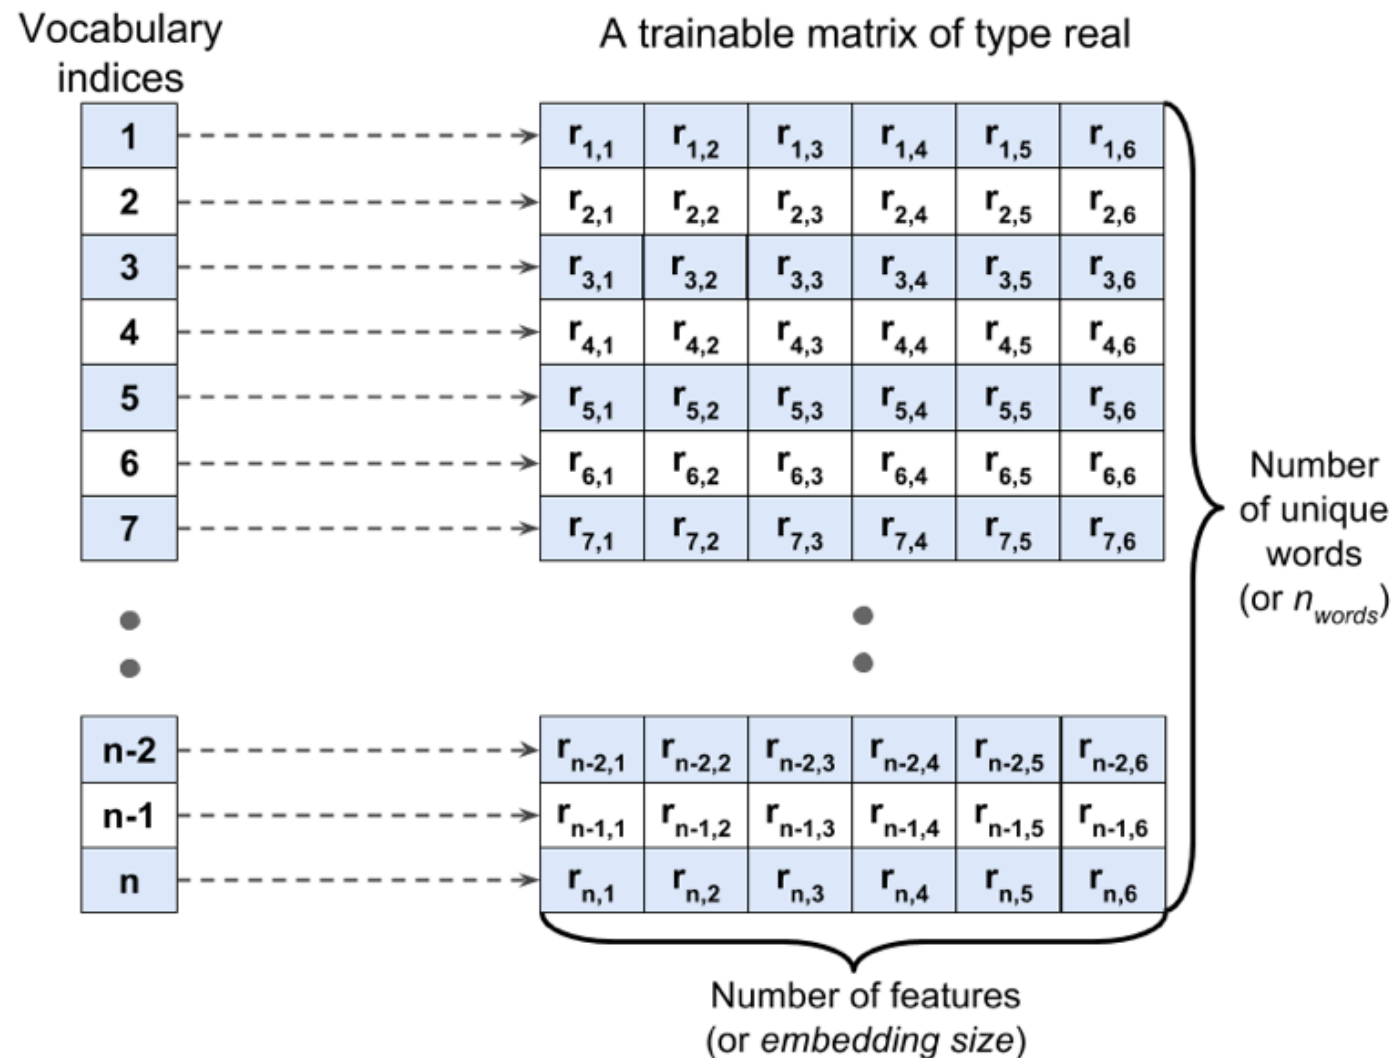 Vocabulary
indices
A trainable matrix of type real
1 r1,1 r1,2 r1,3 r1,4 r1,5 r1,6
2 r2,1 r2,2 r2,3 r2,4 r2,5 r2,6
3 r3,1 r3,2 r3,3 r3,4 r3,5 r3,6
4 r4,1 r4,2 r4,3 r4,4 r4,5 r4,6
5 r5,1 r5,2 r5,3 r5,4 r5,5 r5,6
6 r6,1 r6,2 r6,3 r6,4 r6,5 r6,6
7 r7,1 r7,2 r7,3 r7,4 r7,5 r7,6
n-2 rn-2,1 rn-2,2 rn-2,3 rn-2,4 rn-2,5 rn-2,6
n-1 rn-1,1 rn-1,2 rn-1,3 rn-1,4 rn-1,5 rn-1,6
n rn,1 rn,2 rn,3 rn,4 rn,5 rn,6
Number
of unique
words
(or nwords)
Number of features
(or embedding size)